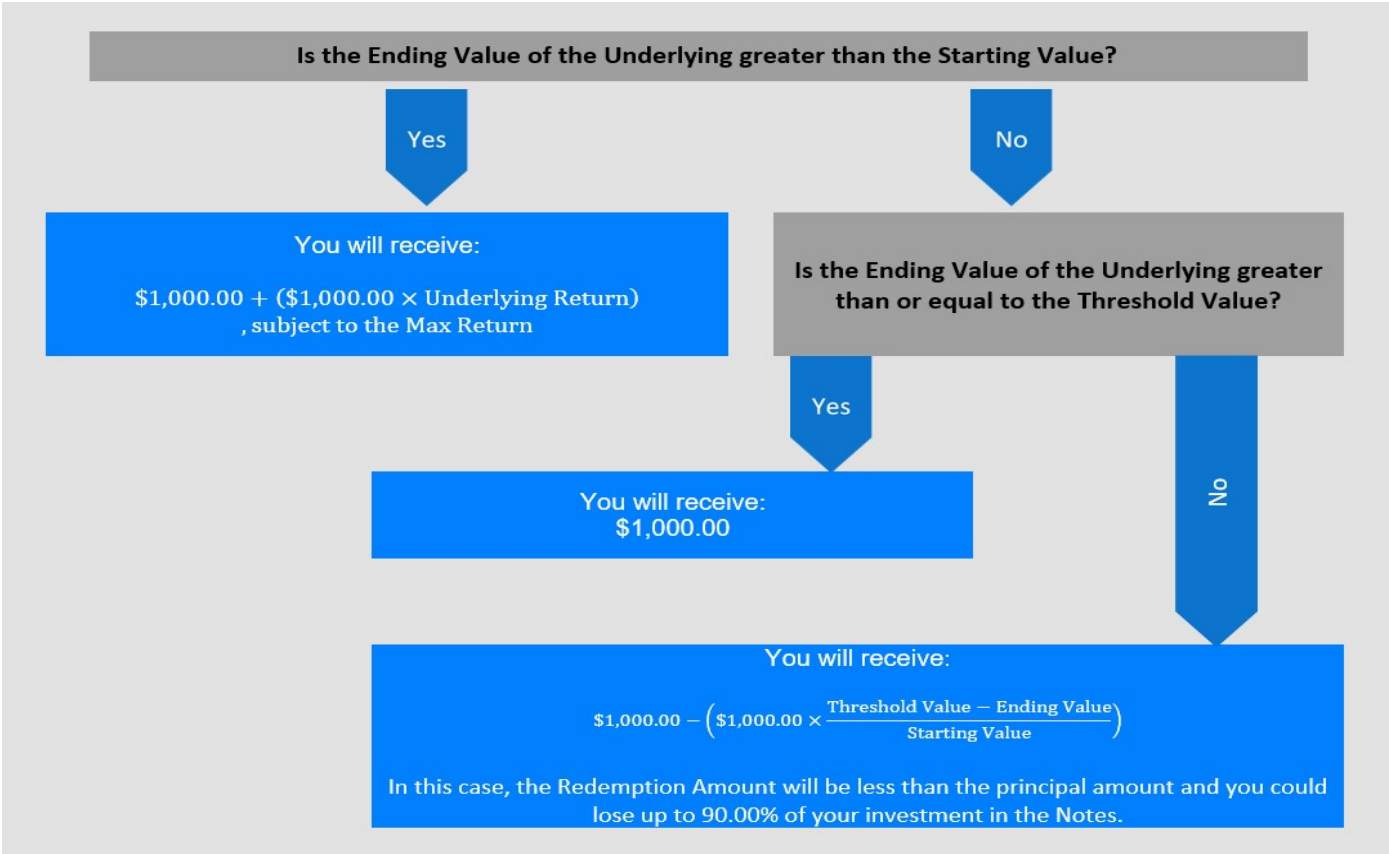 Is the Ending Value of the Underlying greater than the Starting Value?
Yes
No
You will receive:
$1,000.00 + ($1,000.00 × Underlying Return)
, subject to the Max Return
Is the Ending Value of the Underlying greater
than or equal to the Threshold Value?
Yes
No
You will receive:
$1,000.00
You will receive:
$1,000.00 − ($1,000.00 × Threshold Value − Ending Value
Starting Value)
In this case, the Redemption Amount will be less than the principal amount and you could
lose up to 90.00% of your investment in the Notes.